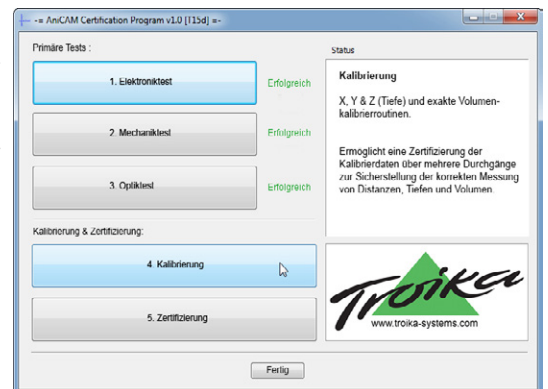 -= AniCAM Certification Program v1.0 [T15d] =-
Primäre Tests :
1. Elektroniktest
Erfolgreich
2. Mechaniktest
Erfolgreich
3. Optiktest
Erfolgreich
Kalibrierung & Zertifizierung:
4. Kalibrierung
5. Zertifizierung
Status
Kalibrierung
X, Y & Z (Tiefe) und exakte Volumen-
kalibrierroutinen.
Ermoglicht eine Zertifizierung der
Kalibrierdaten über mehrere Durchgänge
zur Sicherstellung der korrekten Messung
von Distanzen, Tiefen und Volumen.
Troika
www.troika-systems.com
Fertig